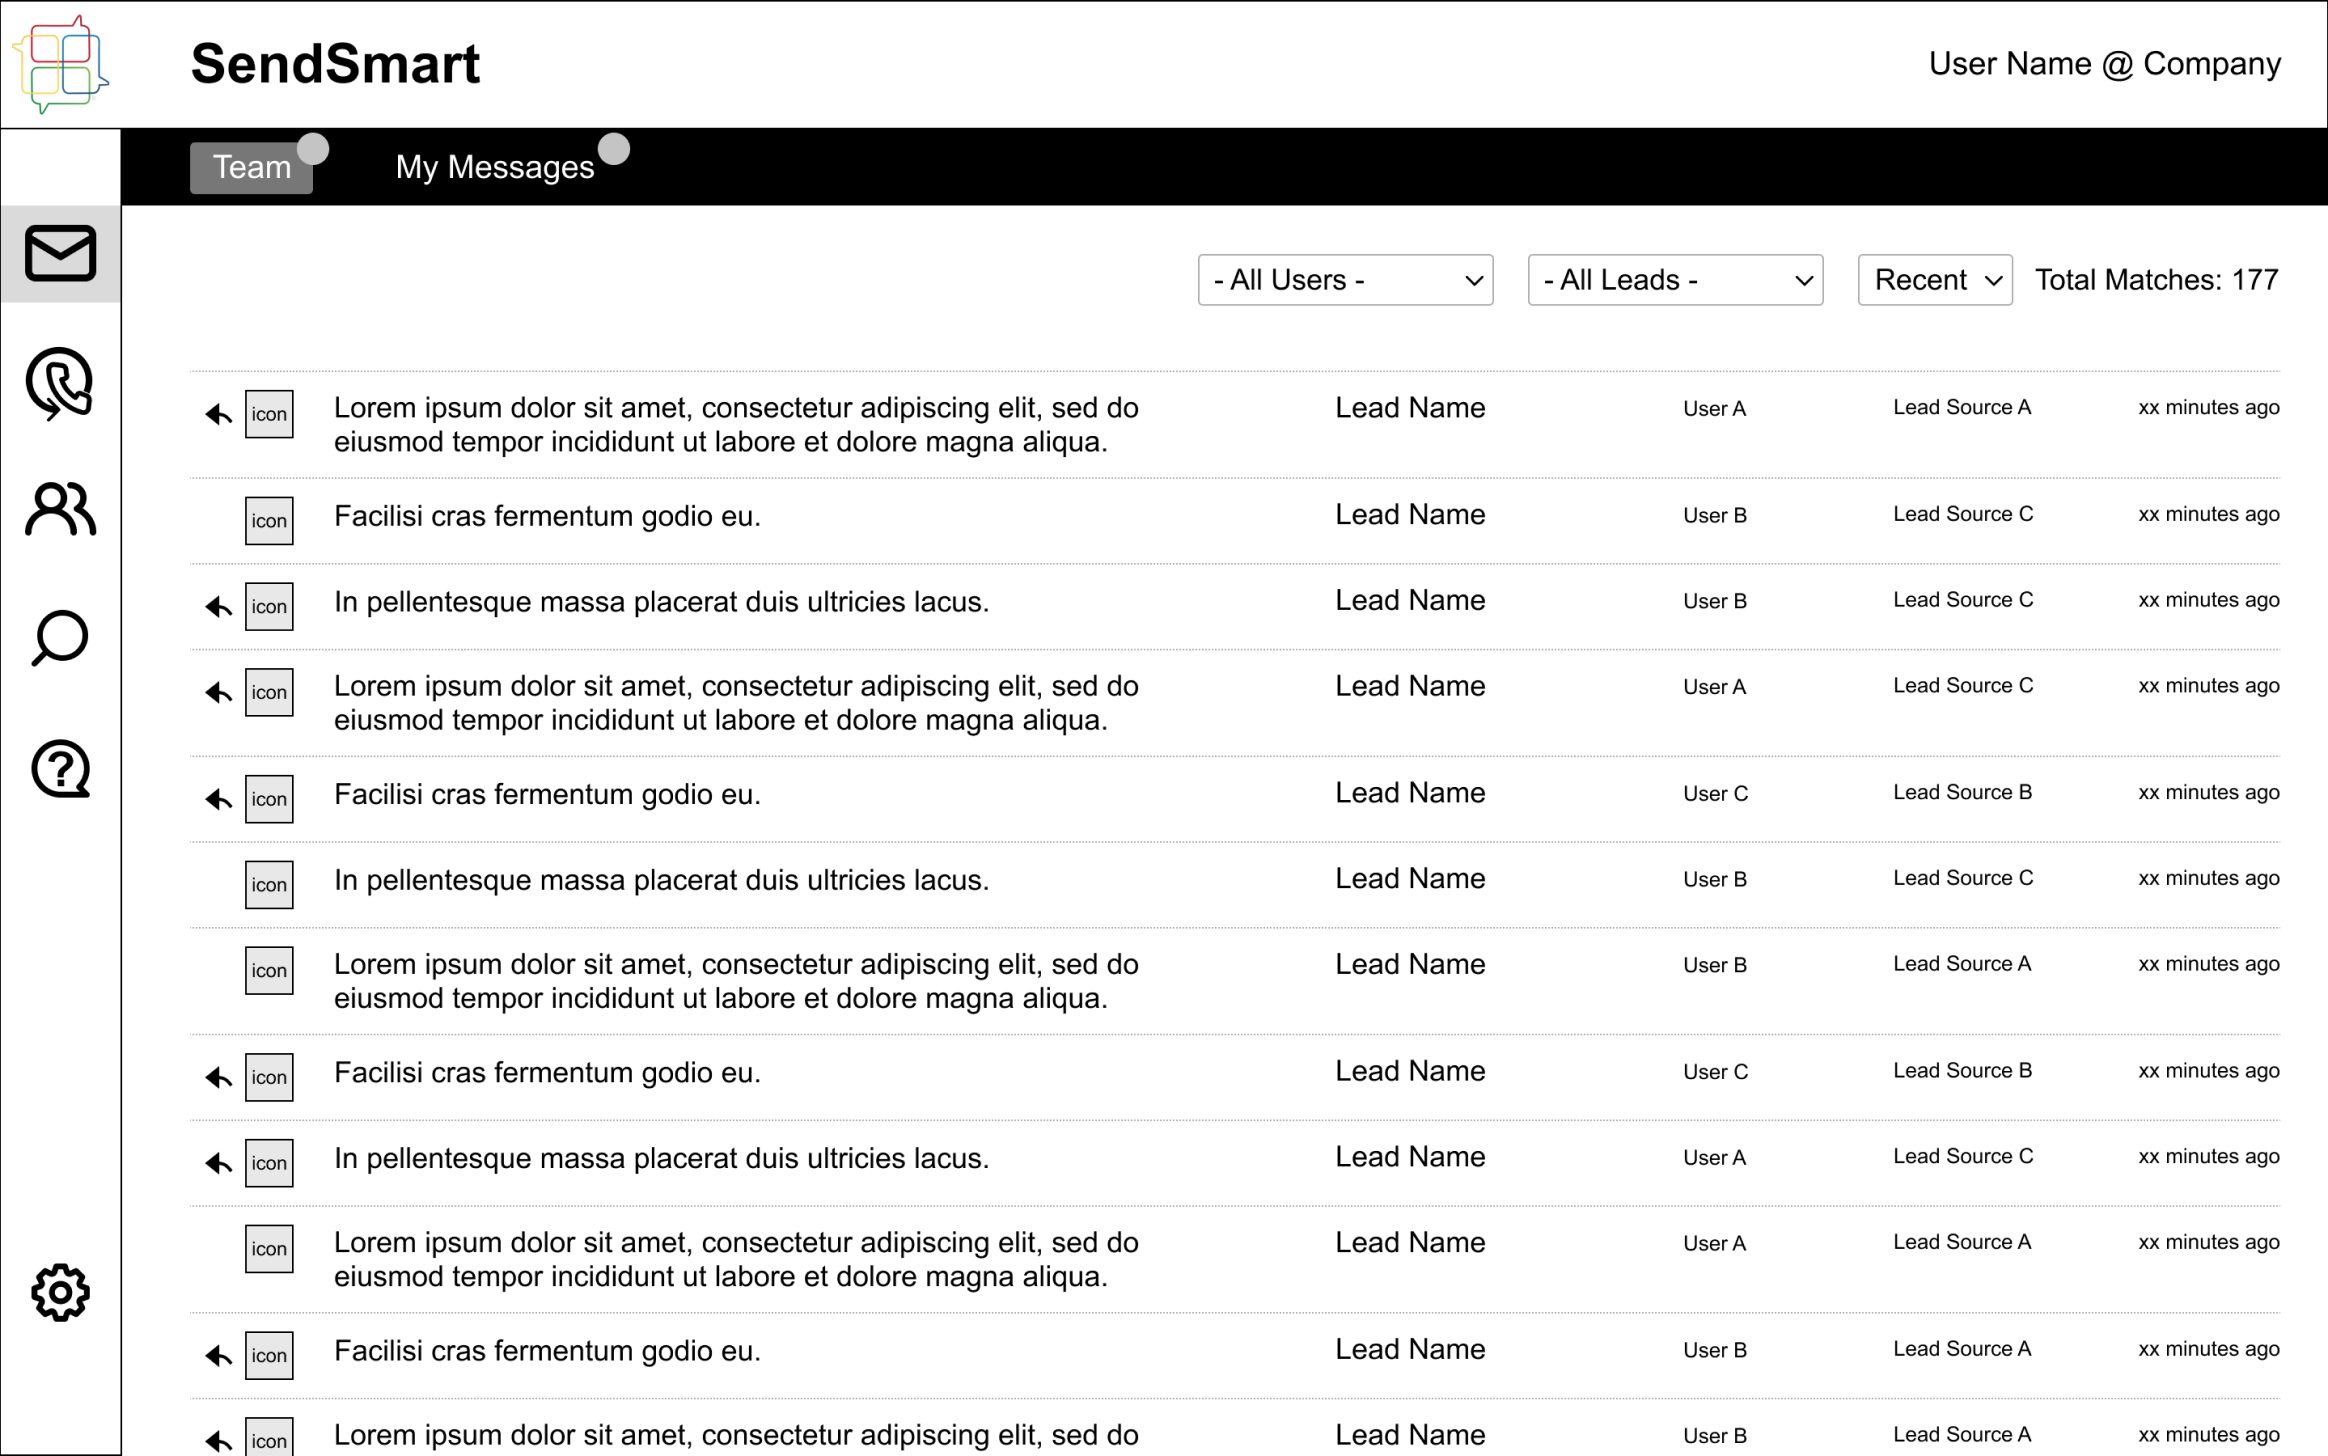 SendSmart
User Name @ Company
Team
My Messages
- All Users -
- All Leads -
Recent
Total Matches: 177
icon
Lorem ipsum dolor sit amet, consectetur adipiscing elit, sed do
eiusmod tempor incididunt ut labore et dolore magna aliqua.
Lead Name
User A
Lead Source A
xx minutes ago
icon
Facilisi cras fermentum godio eu.
Lead Name
User B
Lead Source C
xx minutes ago
icon
In pellentesque massa placerat duis ultricies lacus.
Lead Name
User B
Lead Source C
xx minutes ago
icon
Lorem ipsum dolor sit amet, consectetur adipiscing elit, sed do
eiusmod tempor incididunt ut labore et dolore magna aliqua.
Lead Name
User A
Lead Source C
xx minutes ago
icon
Facilisi cras fermentum godio eu.
Lead Name
User C
Lead Source B
xx minutes ago
icon
In pellentesque massa placerat duis ultricies lacus.
Lead Name
User B
Lead Source C
xx minutes ago
icon
Lorem ipsum dolor sit amet, consectetur adipiscing elit, sed do
eiusmod tempor incididunt ut labore et dolore magna aliqua.
Lead Name
User B
Lead Source A
xx minutes ago
icon
Facilisi cras fermentum godio eu.
Lead Name
User C
Lead Source B
xx minutes ago
icon
In pellentesque massa placerat duis ultricies lacus.
Lead Name
User A
Lead Source C
xx minutes ago
icon
Lorem ipsum dolor sit amet, consectetur adipiscing elit, sed do
eiusmod tempor incididunt ut labore et dolore magna aliqua.
Lead Name
User A
Lead Source A
xx minutes ago
icon
Facilisi cras fermentum godio eu.
Lead Name
User B
Lead Source A
xx minutes ago
icon
Lorem ipsum dolor sit amet, consectetur adipiscing elit, sed do
Lead Name
User B
Lead Source A
xx minutes ago